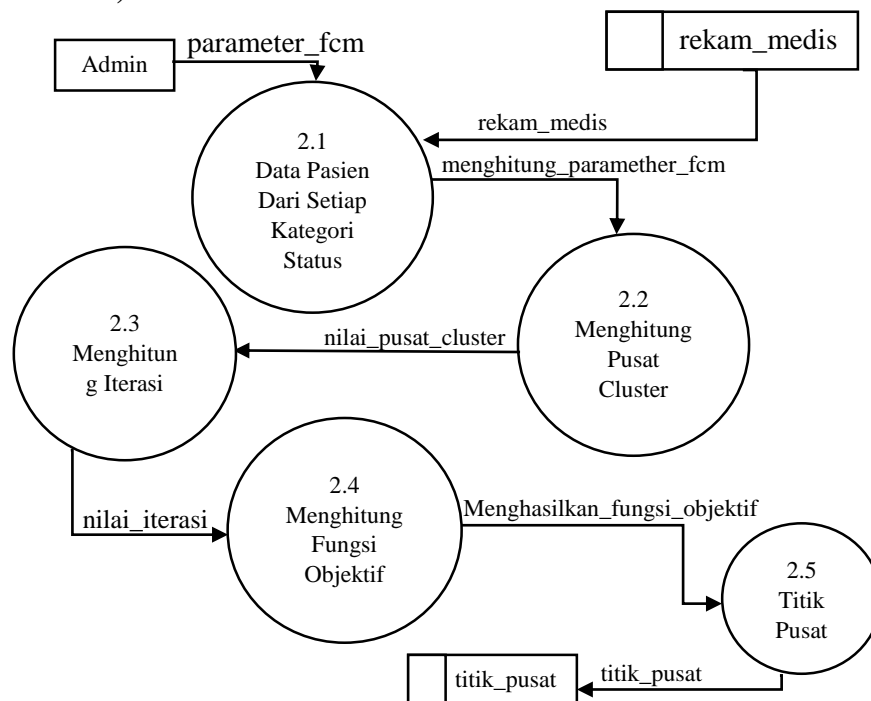 parameter_fcm
Admin
rekam_medis
rekam_medis
2.1
Data Pasien
Dari Setiap
Kategori
Status
menghitung_paramether_fcm
2.2
Menghitung
Pusat
Cluster
nilai_pusat_cluster
2.3
Menghitun
g Iterasi
nilai_iterasi
2.4
Menghitung
Fungsi
Objektif
Menghasilkan_fungsi_objektif
2.5
Titik
Pusat
titik_pusat
titik_pusat